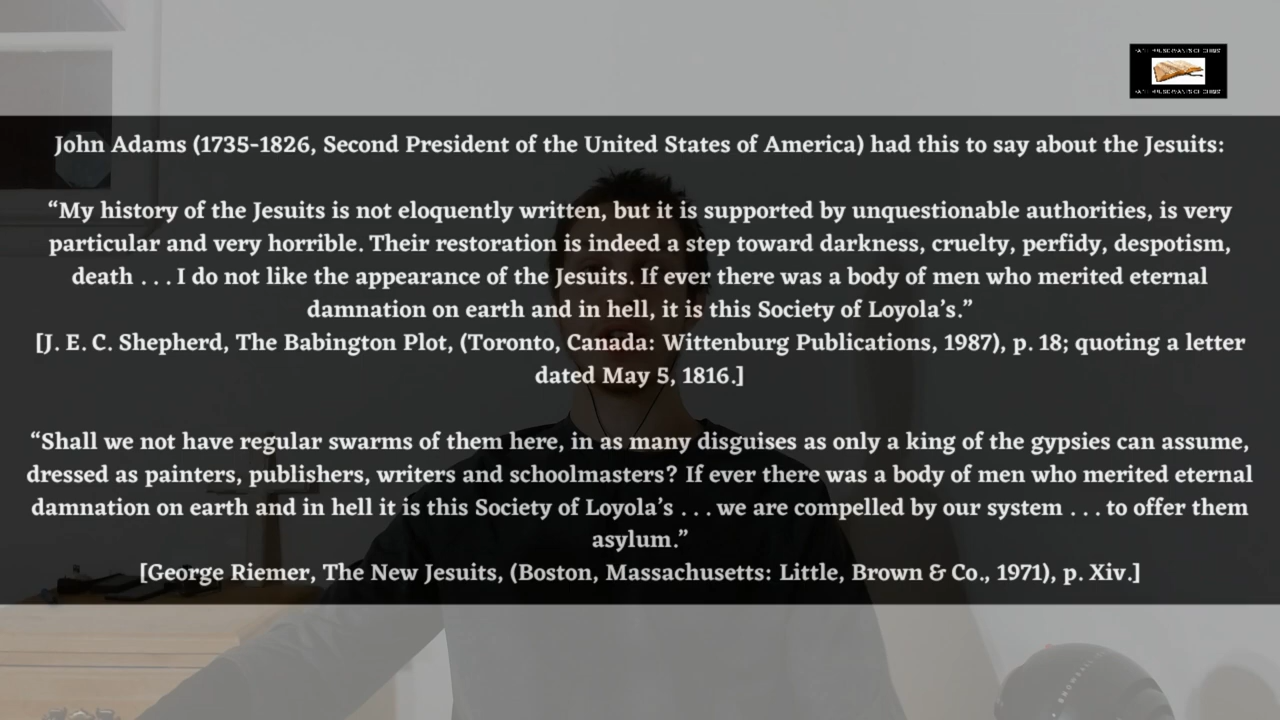 John Adams (1735-1826, Second President of the United States of America) had this to say about the Jesuits:
“My history of the Jesuits is not eloquently written, but it is supported by unquestionable authorities, is very
particular and very horrible. Their restoration is indeed a step toward darkness, cruelty, perfidy, despotism,
death . . . I do not like the appearance of the Jesuits. If ever there was a body of men who merited eternal
damnation on earth and in hell, it is this Society of Loyola’s.”
[J. E. C. Shepherd, The Babington Plot, (Toronto, Canada: Wittenburg Publications, 1987), p. 18; quoting a letter
dated May 5, 1816.]
“Shall we not have regular swarms of them here, in as many disguises as only a king of the gypsies can assume,
dressed as painters, publishers, writers and schoolmasters? If ever there was a body of men who merited eternal
damnation on earth and in hell it is this Society of Loyola’s . . . we are compelled by our system . . . to offer them
asylum.”
[George Riemer, The New Jesuits, (Boston, Massachusetts: Little, Brown & Co., 1971), p. Xiv.]